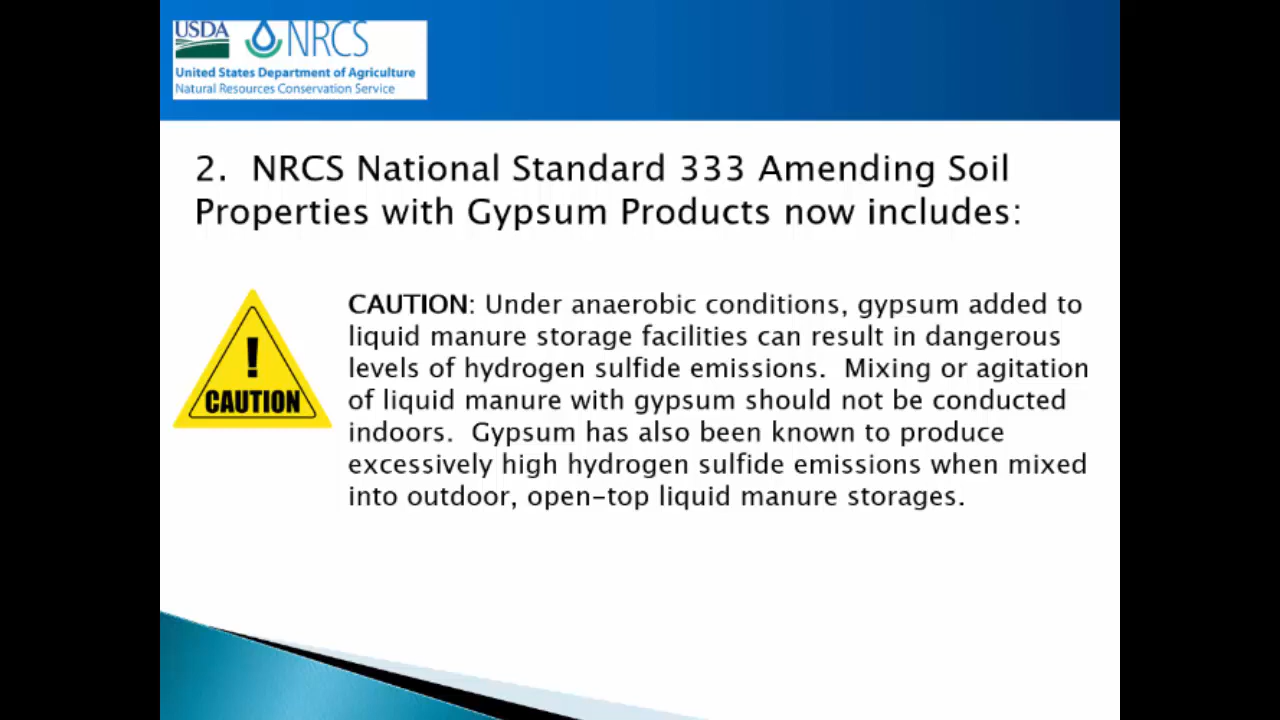 USDA NRCS
United States Department of Agriculture
Natural Resources Conservation Service
2.  NRCS National Standard 333 Amending Soil
Properties with Gypsum Products now includes:
!
CAUTION
CAUTION: Under anaerobic conditions, gypsum added to
liquid manure storage facilities can result in dangerous
levels of hydrogen sulfide emissions.  Mixing or agitation
of liquid manure with gypsum should not be conducted
indoors.  Gypsum has also been known to produce
excessively high hydrogen sulfide emissions when mixed
into outdoor, open-top liquid manure storages.